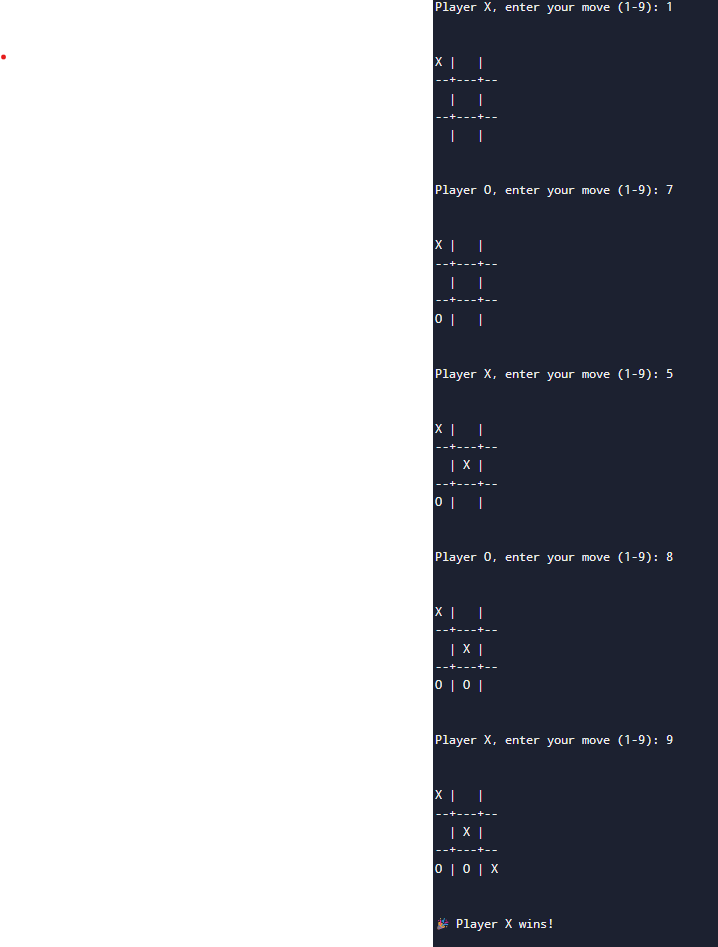 Player X, enter your move (1-9): 1
X |   |
--+---+--
  |   |
--+---+--
  |   |
Player O, enter your move (1-9): 7
X |   |
--+---+--
  |   |
--+---+--
O |   |
Player X, enter your move (1-9): 5
X |   |
--+---+--
  | X |
--+---+--
O |   |
Player O, enter your move (1-9): 8
X |   |
--+---+--
  | X |
--+---+--
O | O |
Player X, enter your move (1-9): 9
X |   |
--+---+--
  | X |
--+---+--
O | O | X
🎉 Player X wins!